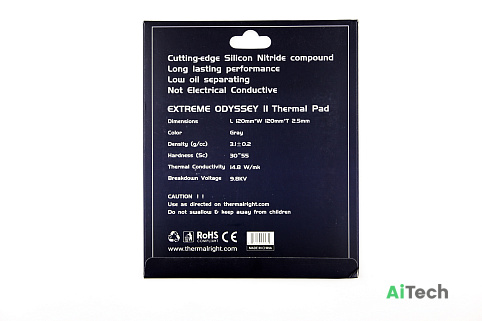 Cutting-edge Silicon Nitride compound
Long lasting performance
Low oil separating
Not Electrical Conductive
EXTREME ODYSSEY II Thermal Pad
Dimensions L 120mm*W 120mm*T 2.5mm
Color Gray
Density (g/cc) 3.1±0.2
Hardness (Sc) 30~55
Thermal Conductivity 14.8 W/mk
Breakdown Voltage 9.8KV
CAUTION ! !
Use as directed on thermalright.com
Do not swallow & keep away from children
RoHS
COMPLIANT
CE
www.thermalright.com
MADE IN CHINA
AiTech